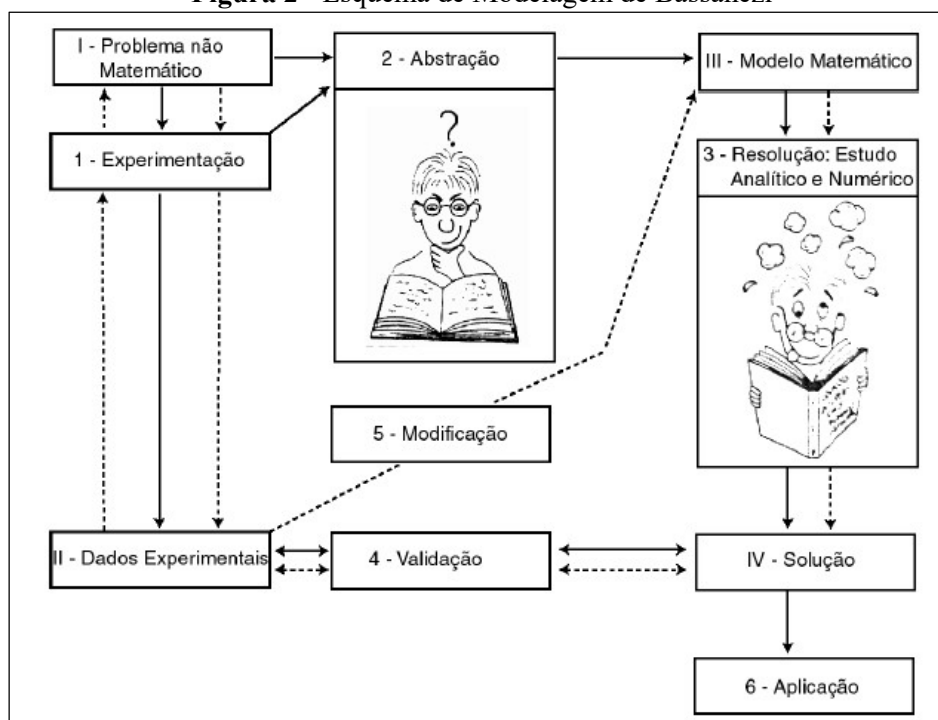 Figura 2 - Esquema de Modelagem de Bassanezi
I - Problema não
Matemático
2 - Abstração
III - Modelo Matemático
1 - Experimentação
3 - Resolução: Estudo
Analítico e Numérico
?
5 - Modificação
II - Dados Experimentais
4 - Validação
IV - Solução
6 - Aplicação